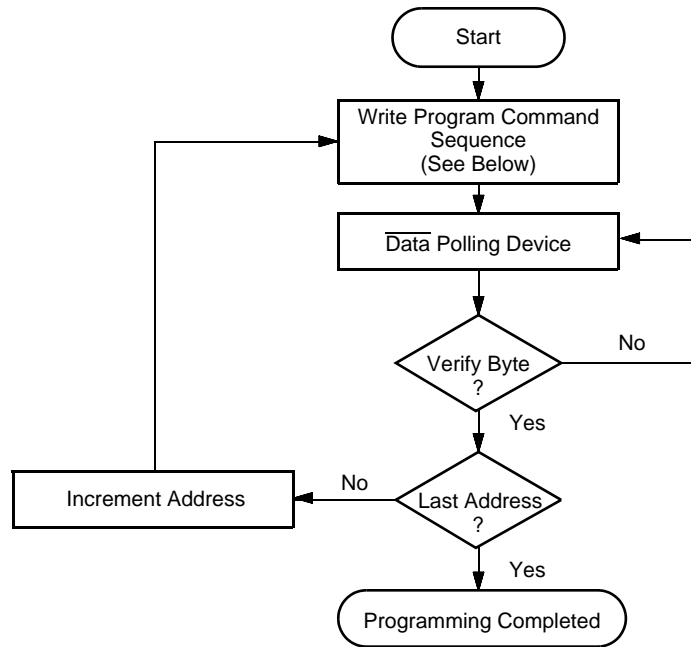 Start
Write Program Command
Sequence
(See Below)
Data Polling Device
Verify Byte
?
No
Yes
Last Address
?
No
Increment Address
Yes
Programming Completed